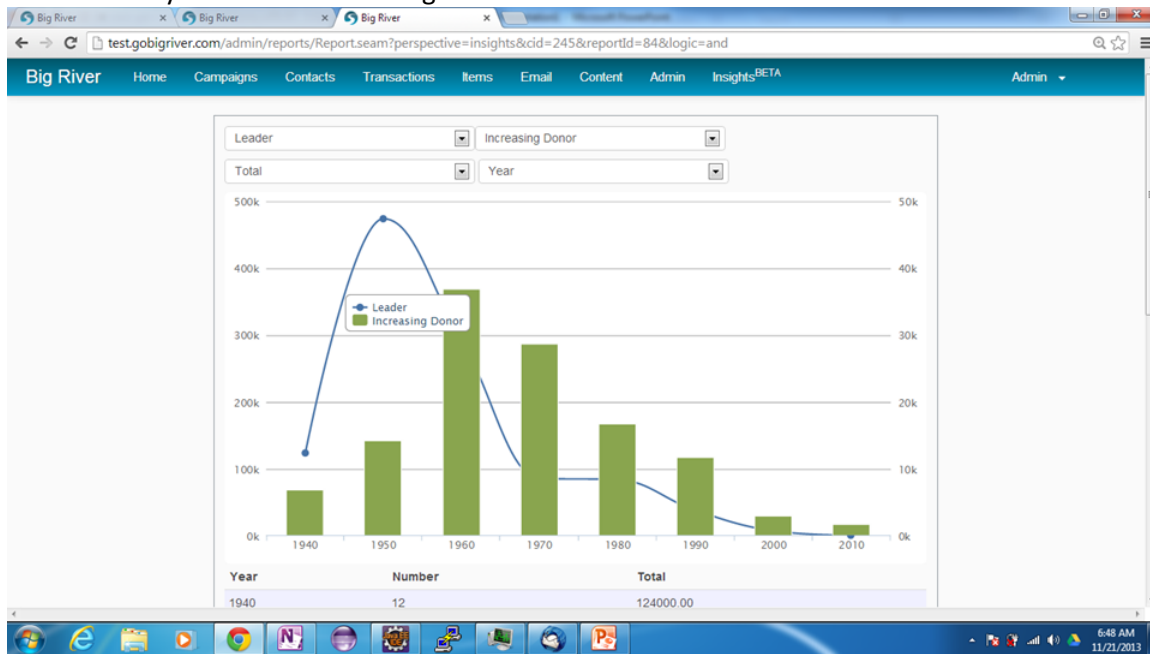 Big River
Big River
Big River
test.gobigriver.com/admin/reports/Report.seam?perspective=insights&cid=245&reportId=84&logic=and
Big River Home Campaigns Contacts Transactions Items Email Content Admin InsightsBETA Admin
Leader Increasing Donor
Total Year
500k 50k
400k 40k
Leader
Increasing Donor
300k 30k
200k 20k
100k 10k
0k 0k
1940 1950 1960 1970 1980 1990 2000 2010
Year Number Total
1940 12 124000.00
6:48 AM
11/21/2013